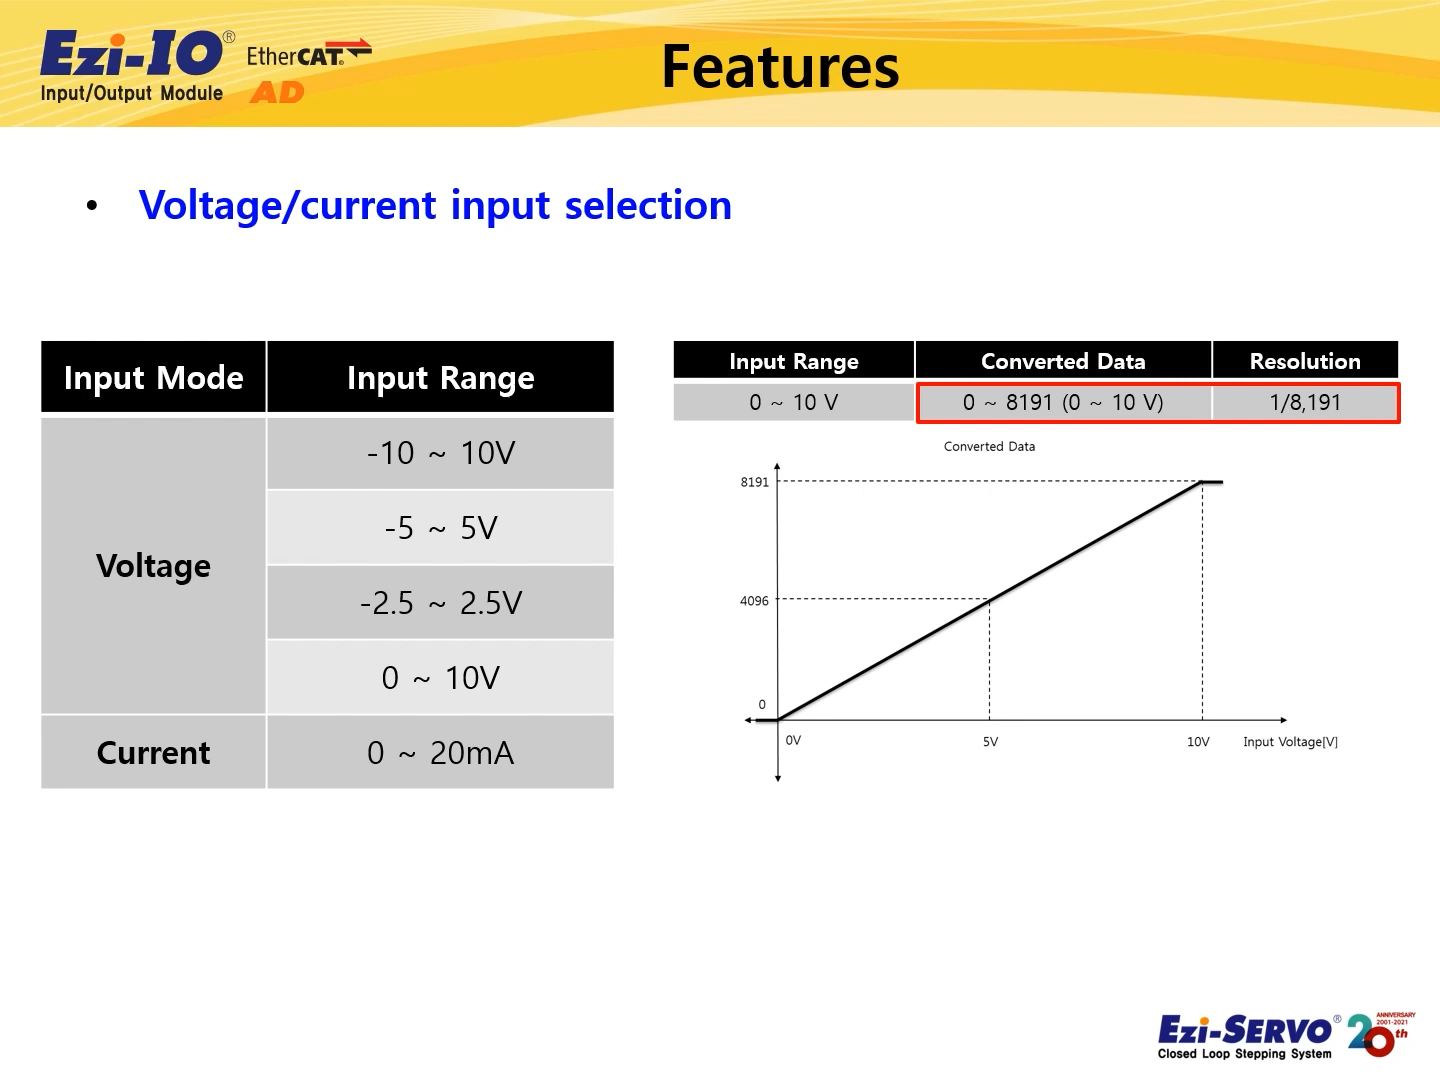 Ezi-IO®
EtherCAT®
Input/Output Module
AD
Features
• Voltage/current input selection
Input Mode Input Range
Voltage
-10 ~ 10V
-5 ~ 5V
-2.5 ~ 2.5V
0 ~ 10V
Current 0 ~ 20mA
Input Range Converted Data Resolution
0 ~ 10 V 0 ~ 8191 (0 ~ 10 V) 1/8,191
Converted Data
8191
4096
0
0V 5V 10V Input Voltage[V]
Ezi-SERVO®
Closed Loop Stepping System
20th
ANNIVERSARY
2001-2021